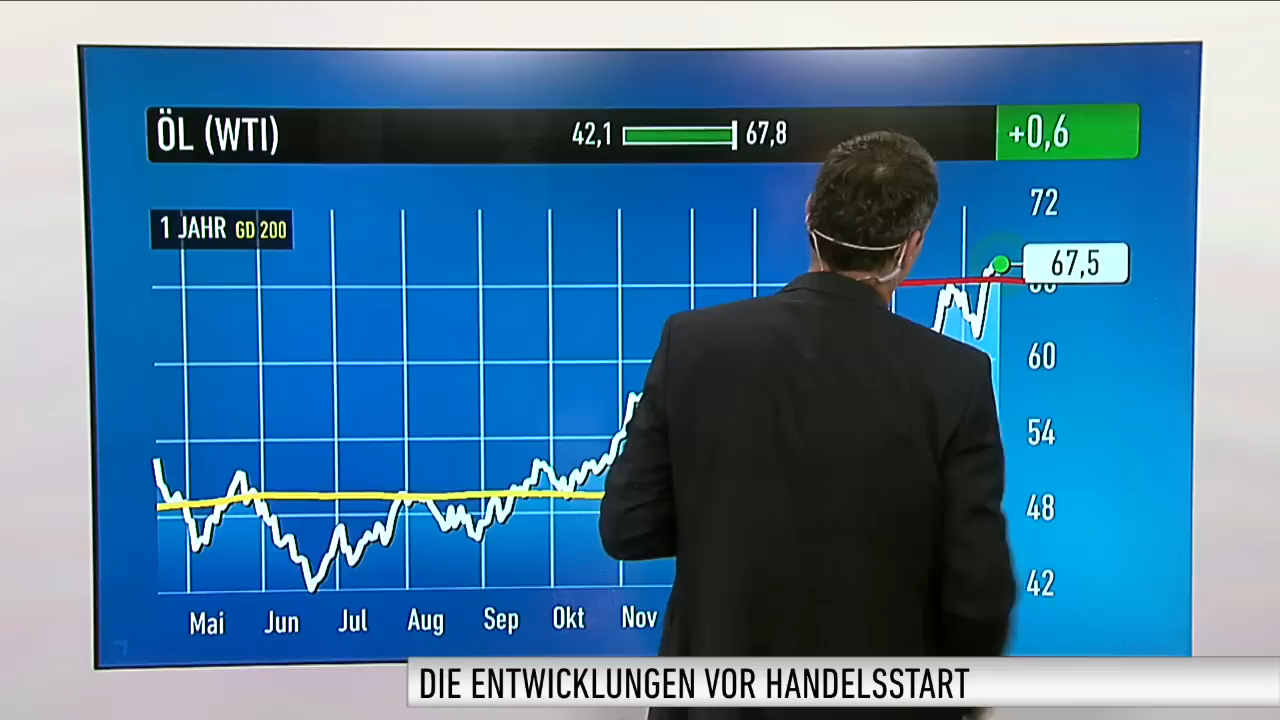 ÖL (WTI) 42,1 67,8 +0,6
1 JAHR GD 200
72
67,5
60
54
48
42
Mai Jun Jul Aug Sep Okt Nov
DIE ENTWICKLUNGEN VOR HANDELSSTART